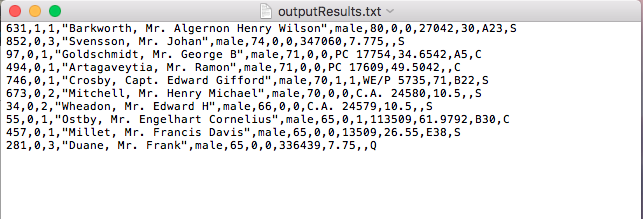 outputResults.txt
631,1,1,"Barkworth, Mr. Algernon Henry Wilson",male,80,0,0,27042,30,A23,S
852,0,3,"Svensson, Mr. Johan",male,74,0,0,347060,7.775,,S
97,0,1,"Goldschmidt, Mr. George B",male,71,0,0,PC 17754,34.6542,A5,C
494,0,1,"Artagaveytia, Mr. Ramon",male,71,0,0,PC 17609,49.5042,,C
746,0,1,"Crosby, Capt. Edward Gifford",male,70,1,1,WE/P 5735,71,B22,S
673,0,2,"Mitchell, Mr. Henry Michael",male,70,0,0,C.A. 24580,10.5,,S
34,0,2,"Wheadon, Mr. Edward H",male,66,0,0,C.A. 24579,10.5,,S
55,0,1,"Ostby, Mr. Engelhart Cornelius",male,65,0,1,113509,61.9792,B30,C
457,0,1,"Millet, Mr. Francis Davis",male,65,0,0,13509,26.55,E38,S
281,0,3,"Duane, Mr. Frank",male,65,0,0,336439,7.75,,Q